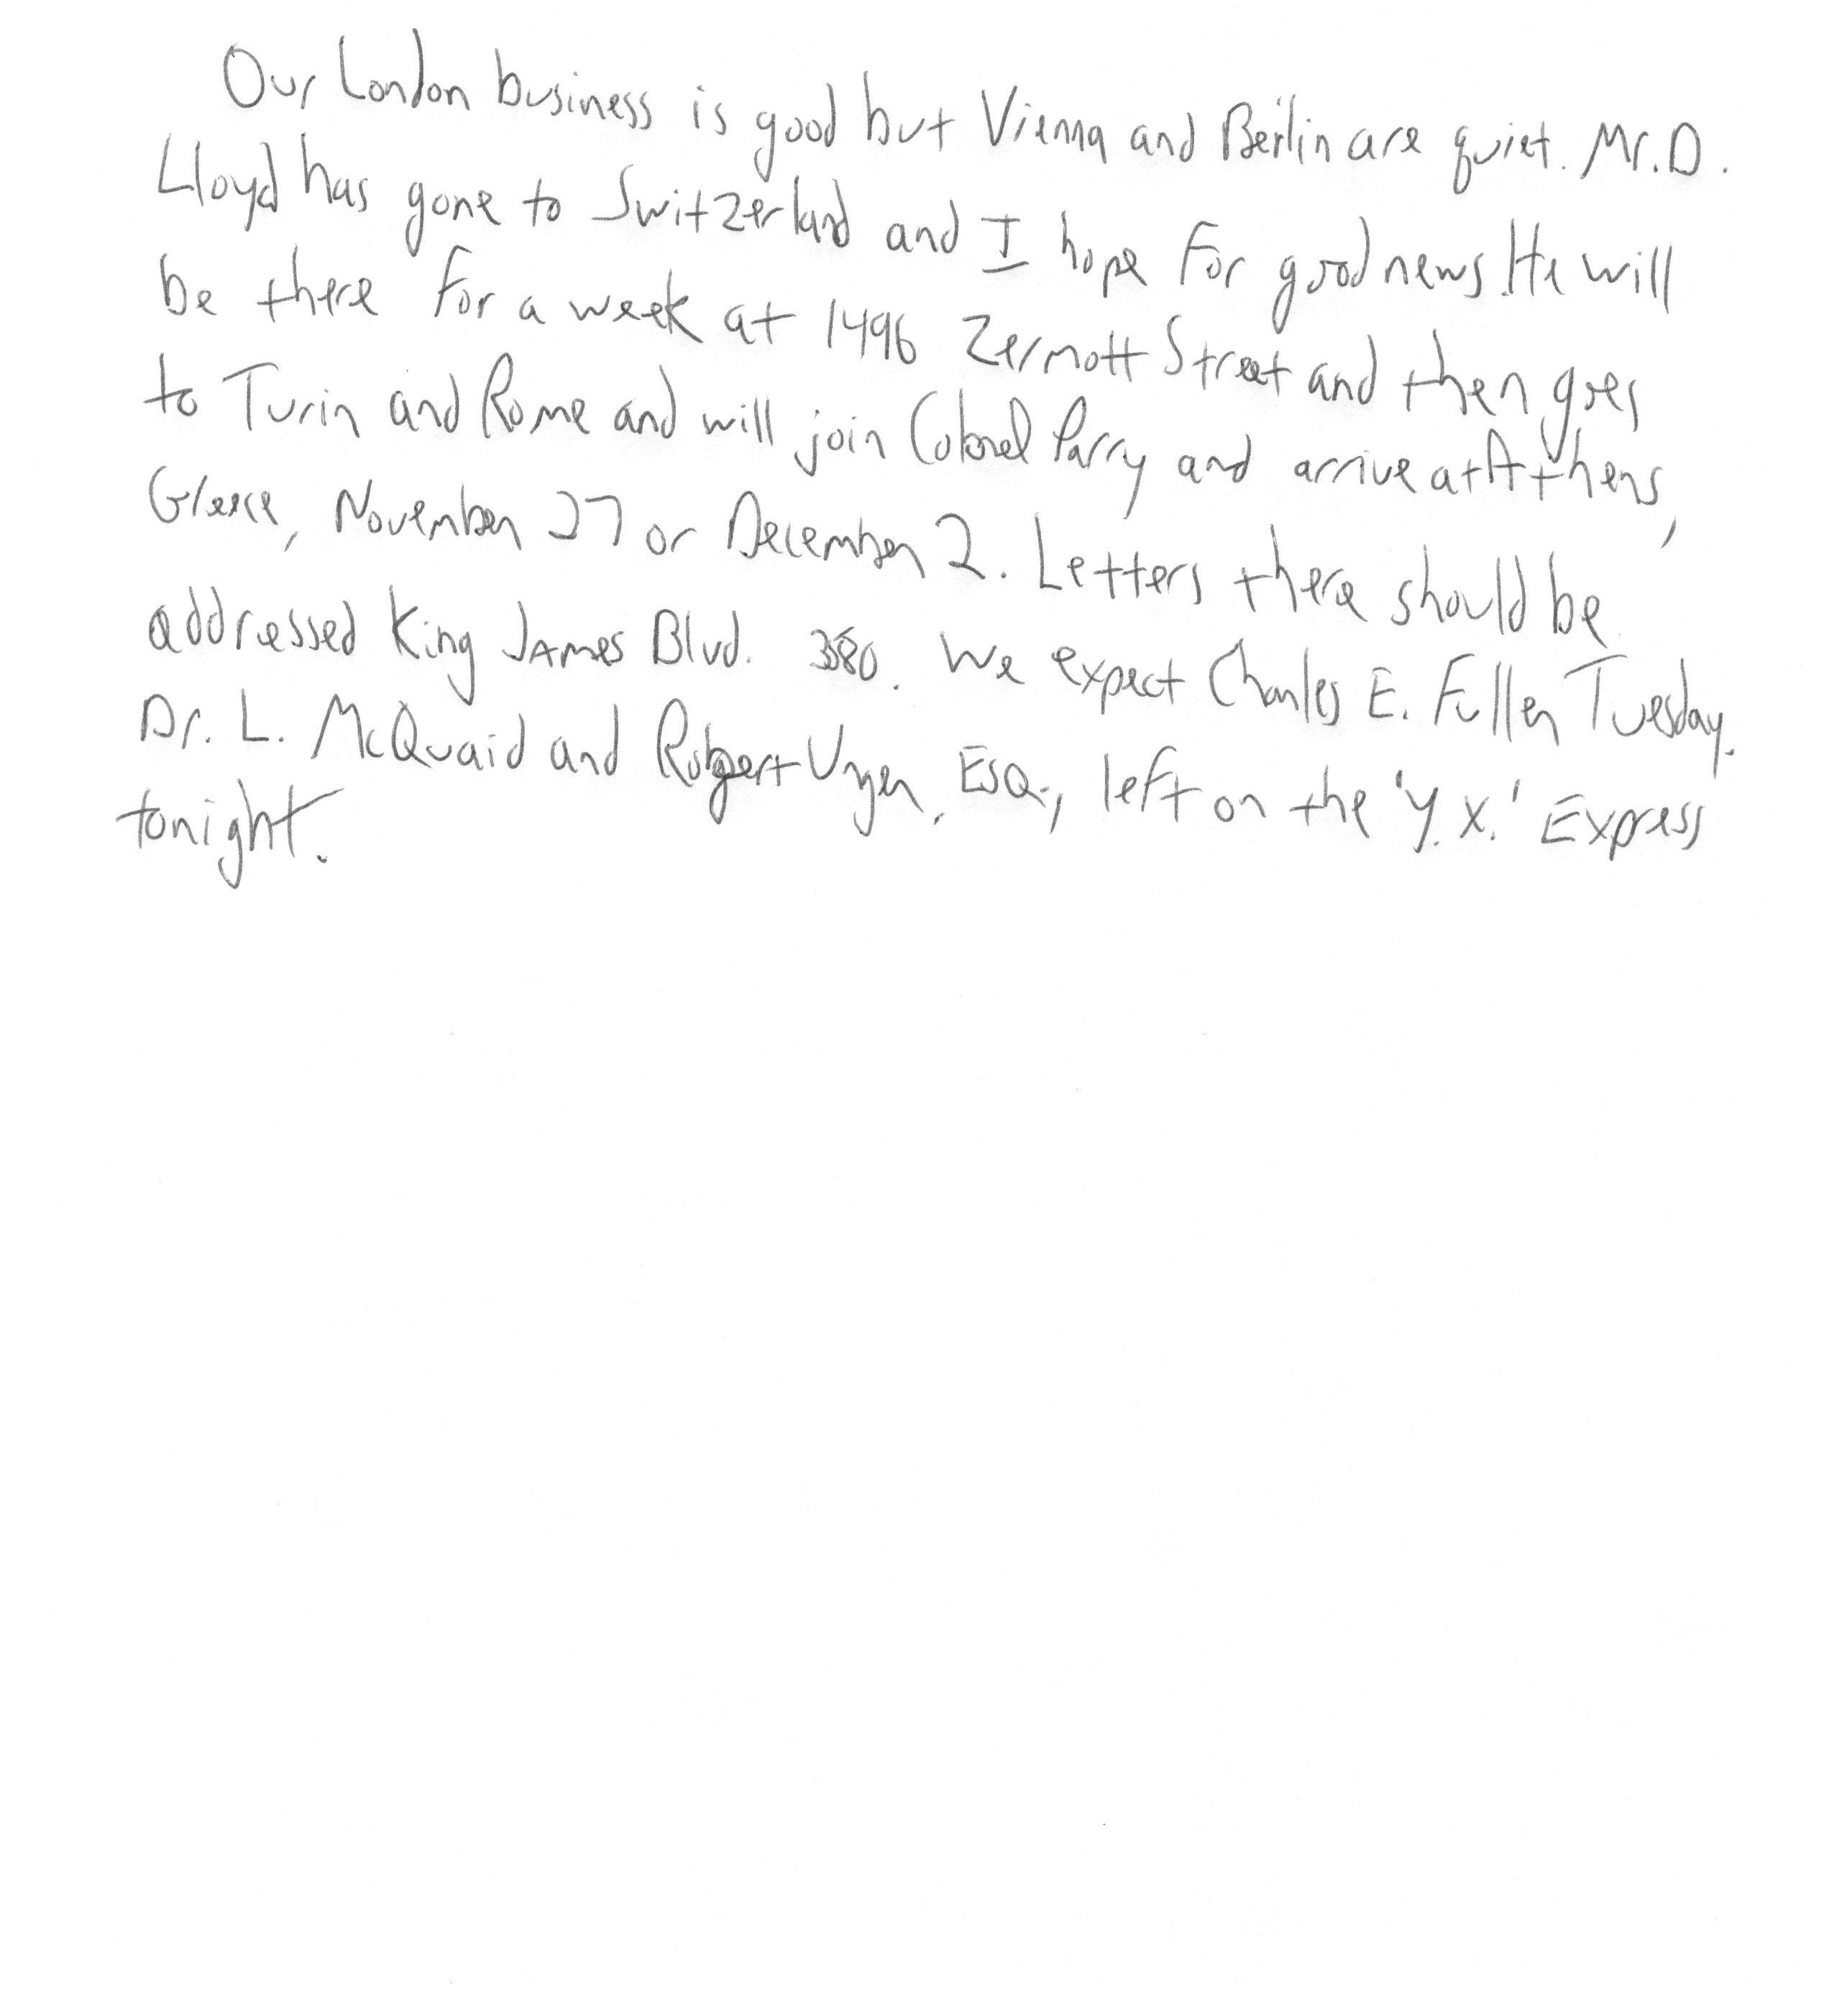 Our London business is good but Vienna and Berlin are quiet. Mr. D.
Lloyd has gone to Switzerland and I hope for good news. He will
be there for a week at 1496 Zermott Street and then goes
to Turin and Rome and will join Colonel Parry and arrive at Athens,
Greece, November 27 or December 2. Letters there should be
addressed King James Blvd. 3580. We expect Charles E. Fuller Tuesday.
Dr. L. McQuaid and Robert Unger, Esq., left on the 'Y.X.' Express
tonight.